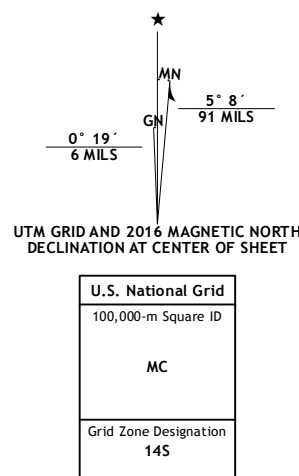 ★
MN
5° 8´
91 MILS
GN
0° 19´
6 MILS
UTM GRID AND 2016 MAGNETIC NORTH
DECLINATION AT CENTER OF SHEET
U.S. National Grid
100,000-m Square ID
MC
Grid Zone Designation
14S